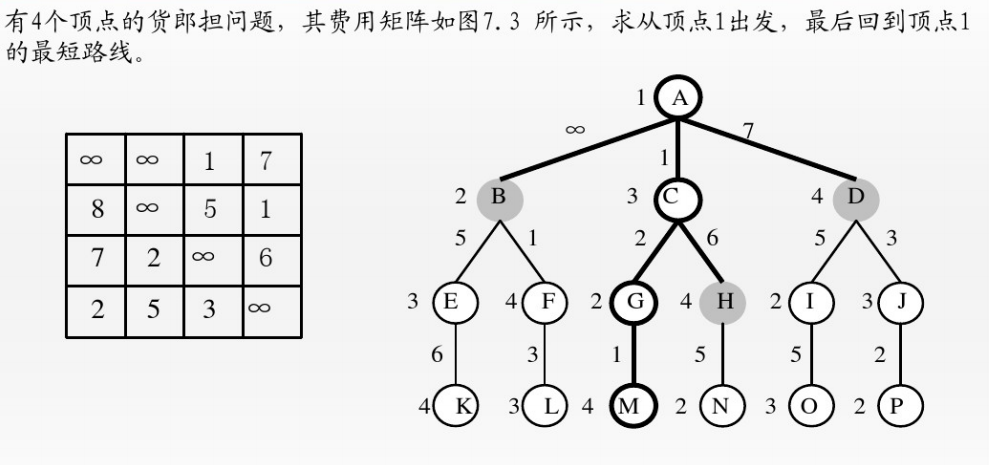 有4个顶点的货郎担问题，其费用矩阵如图7.3 所示，求从顶点1出发，最后回到顶点1
的最短路线。
1 A
∞ 1 7
∞ ∞ 1 7
2 B 3 C 4 D
8 ∞ 5 1
5 1 2 6 5 3
7 2 ∞ 6
3 E 4 F 2 G 4 H 2 I 3 J
2 5 3 ∞
6 3 1 5 5 2
4 K 3 L 4 M 2 N 3 O 2 P